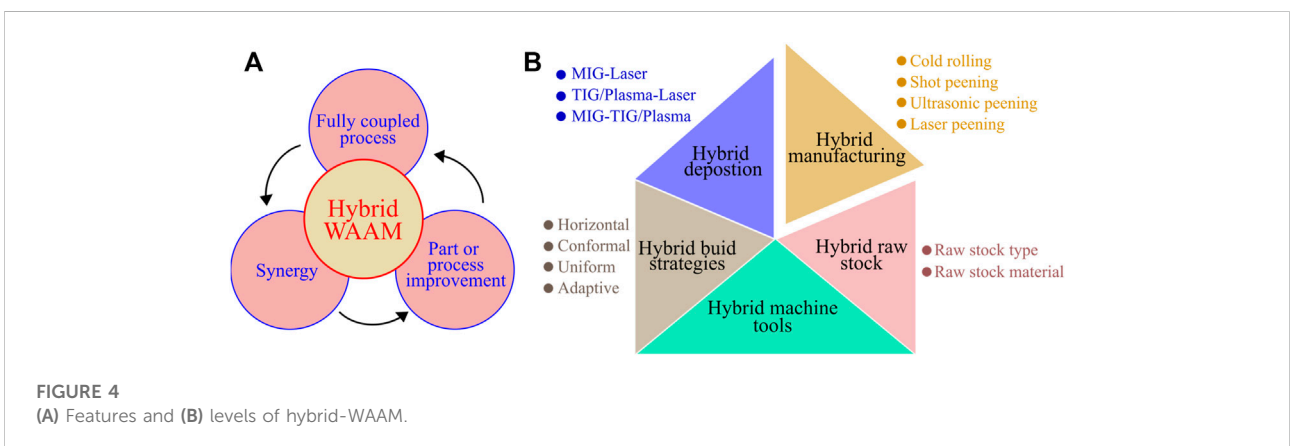 A
Fully coupled
process
Hybrid
WAAM
Synergy
Part or
process
improvement
B
● MIG-Laser
● TIG/Plasma-Laser
● MIG-TIG/Plasma
Hybrid
depostion
Hybrid
manufacturing
● Cold rolling
● Shot peening
● Ultrasonic peening
● Laser peening
● Horizontal
● Conformal
● Uniform
● Adaptive
Hybrid buid
strategies
Hybrid raw
stock
● Raw stock type
● Raw stock material
Hybrid machine
tools
FIGURE 4
(A) Features and (B) levels of hybrid-WAAM.